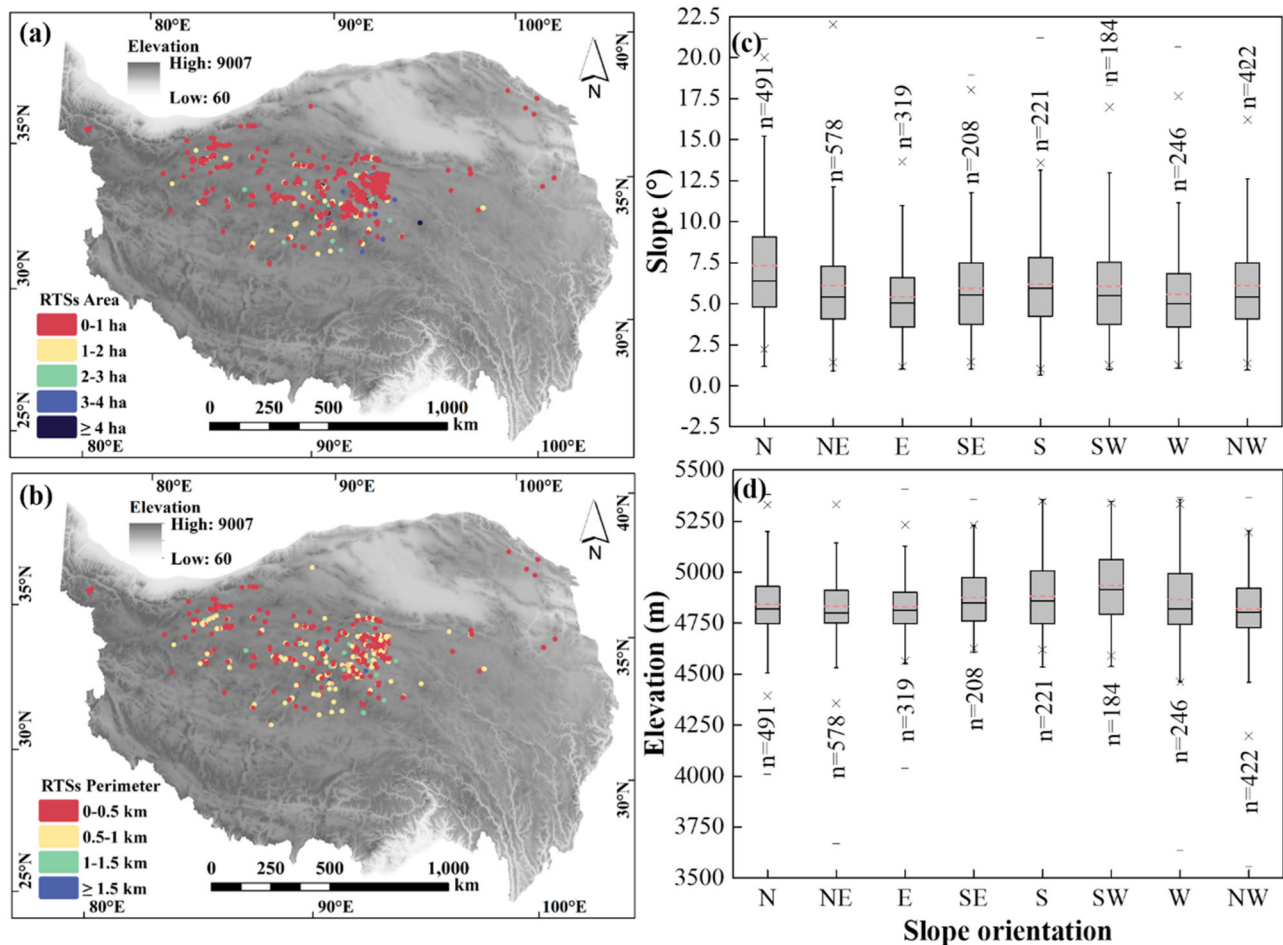 (a)
80°E
90°E
100°E
Elevation
High: 9007
Low: 60
N
40°N
35°N
35°N
30°N
30°N
25°N
RTSs Area
0-1 ha
1-2 ha
2-3 ha
3-4 ha
≥ 4 ha
0 250 500 1,000
km
80°E
90°E
100°E
(b)
80°E
90°E
100°E
Elevation
High: 9007
Low: 60
N
40°N
35°N
35°N
30°N
30°N
25°N
RTSs Perimeter
0-0.5 km
0.5-1 km
1-1.5 km
≥ 1.5 km
0 250 500 1,000
km
80°E
90°E
100°E
(c)
Slope (°)
22.5
20.0
17.5
15.0
12.5
10.0
7.5
5.0
2.5
0.0
-2.5
n=491
n=578
n=319
n=208
n=221
n=184
n=246
n=422
N NE E SE S SW W NW
(d)
Elevation (m)
5500
5250
5000
4750
4500
4250
4000
3750
3500
n=491
n=578
n=319
n=208
n=221
n=184
n=246
n=422
N NE E SE S SW W NW
Slope orientation